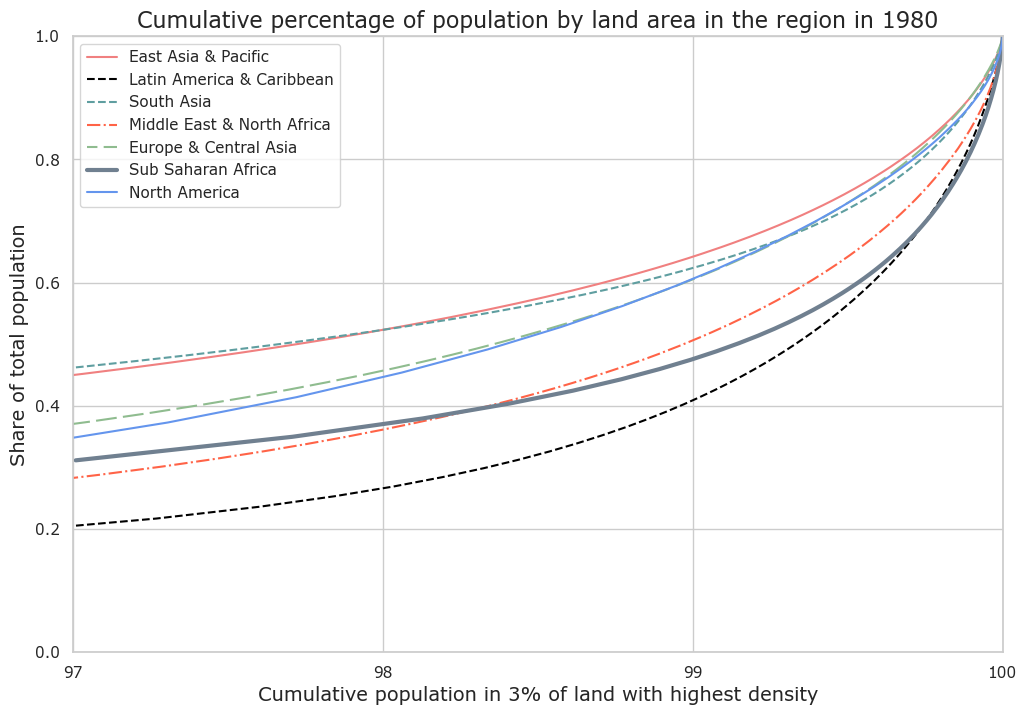 Cumulative percentage of population by land area in the region in 1980
1.0
East Asia & Pacific
Latin America & Caribbean
South Asia
Middle East & North Africa
Europe & Central Asia
Sub Saharan Africa
North America
0.8
0.6
0.4
0.2
0.0
Share of total population
97
98
99
100
Cumulative population in 3% of land with highest density